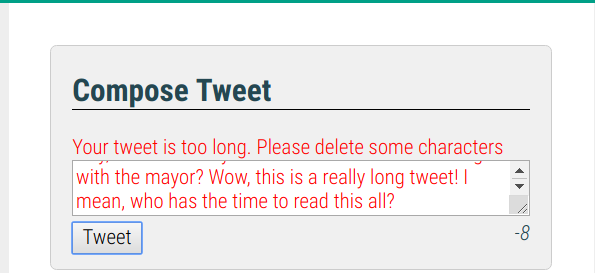 Compose Tweet
Your tweet is too long. Please delete some characters
with the mayor? Wow, this is a really long tweet! I
mean, who has the time to read this all?
Tweet
-8